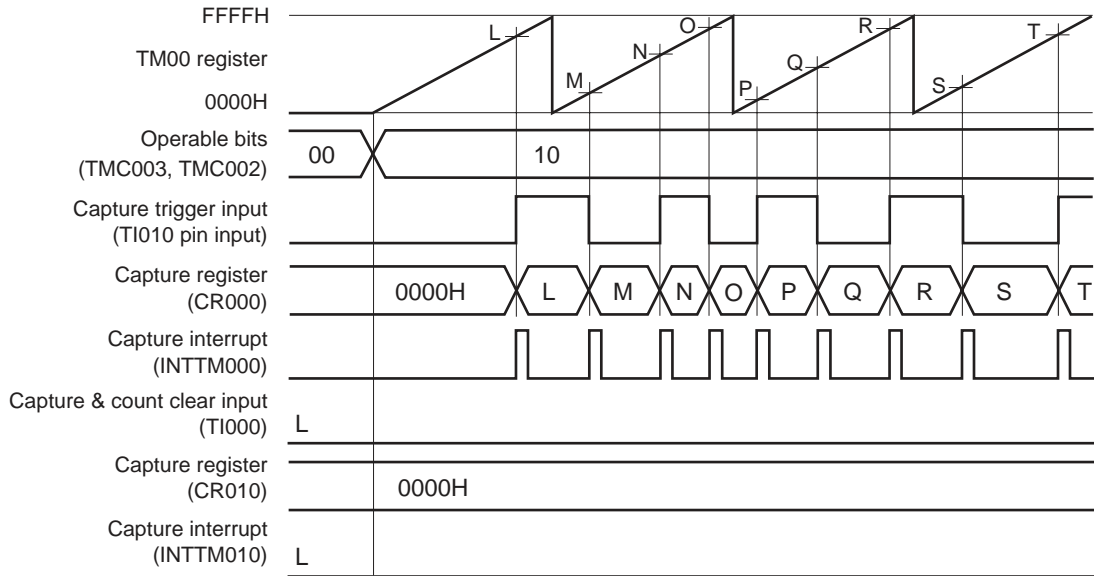 FFFFH
TM00 register
0000H
L M N O P Q R S T
Operable bits
(TMC003, TMC002)
00 10
Capture trigger input
(TI010 pin input)
Capture register
(CR000)
0000H L M N O P Q R S T
Capture interrupt
(INTTM000)
Capture & count clear input
(TI000)
L
Capture register
(CR010)
0000H
Capture interrupt
(INTTM010)
L